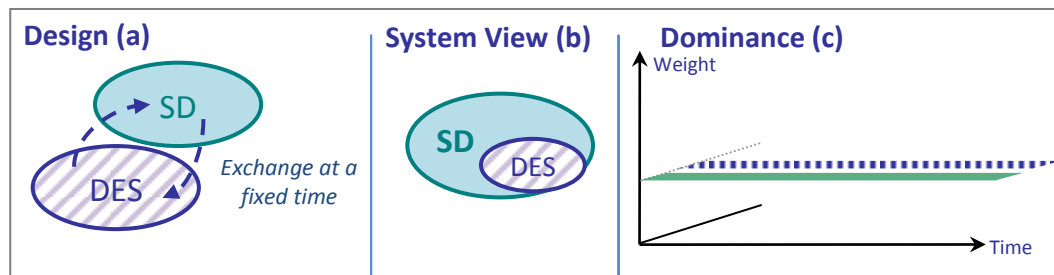 Design (a)
SD
DES
Exchange at a
fixed time
System View (b)
SD
DES
Dominance (c)
Weight
Time